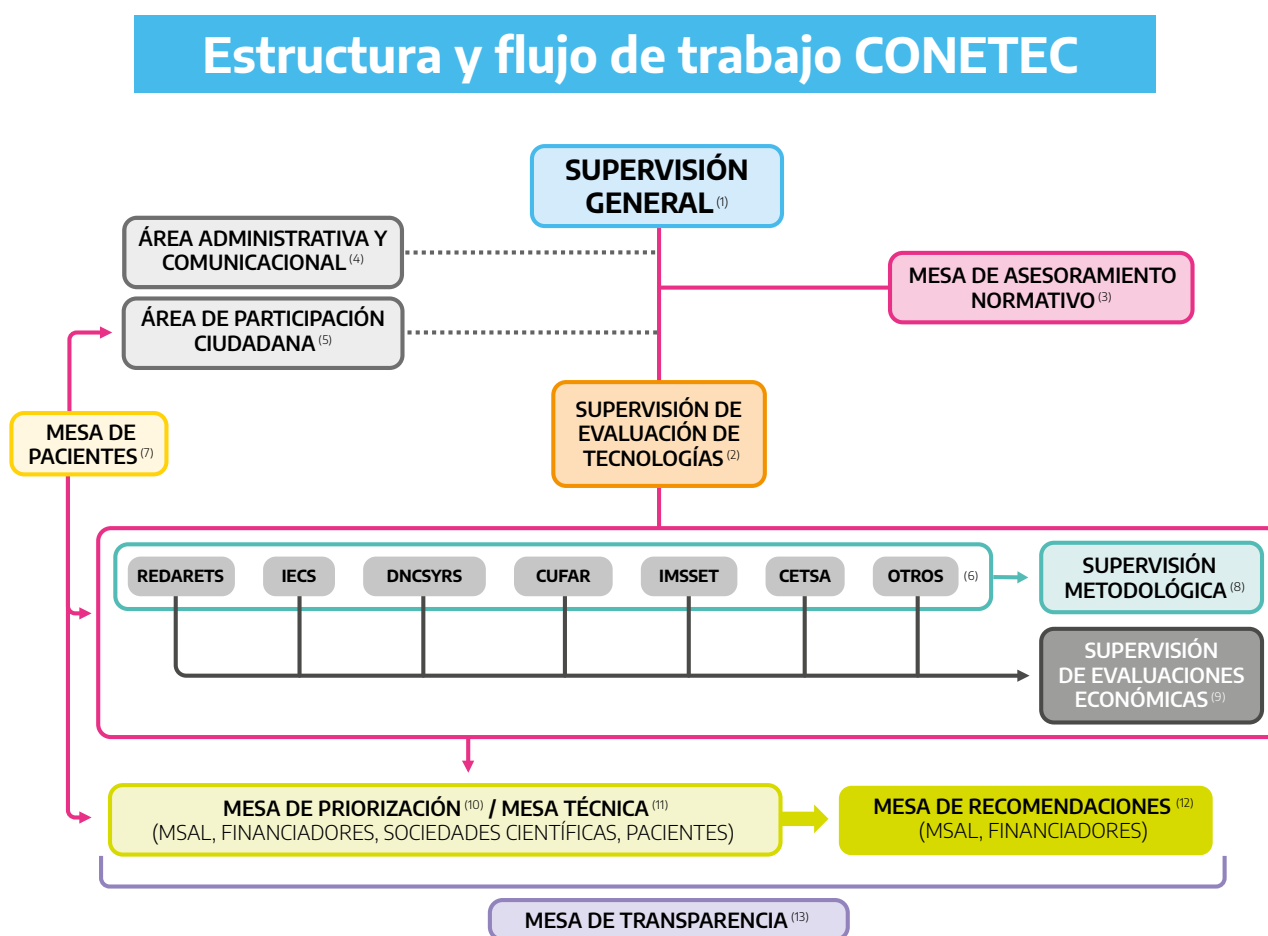 Estructura y flujo de trabajo CONETEC
SUPERVISIÓN
GENERAL (1)
ÁREA ADMINISTRATIVA Y
COMUNICACIONAL (4)
MESA DE ASESORAMIENTO
NORMATIVO (3)
ÁREA DE PARTICIPACIÓN
CIUDADANA (5)
SUPERVISIÓN DE
EVALUACIÓN DE
TECNOLOGÍAS (2)
MESA DE
PACIENTES (7)
REDARETS
IECS
DNCSYRS
CUFAR
IMSSET
CETSA
OTROS
(6)
SUPERVISIÓN
METODOLÓGICA (8)
SUPERVISIÓN
DE EVALUACIONES
ECONÓMICAS (9)
MESA DE PRIORIZACIÓN (10) / MESA TÉCNICA (11)
(MSAL, FINANCIADORES, SOCIEDADES CIENTÍFICAS, PACIENTES)
MESA DE RECOMENDACIONES (12)
(MSAL, FINANCIADORES)
MESA DE TRANSPARENCIA (13)